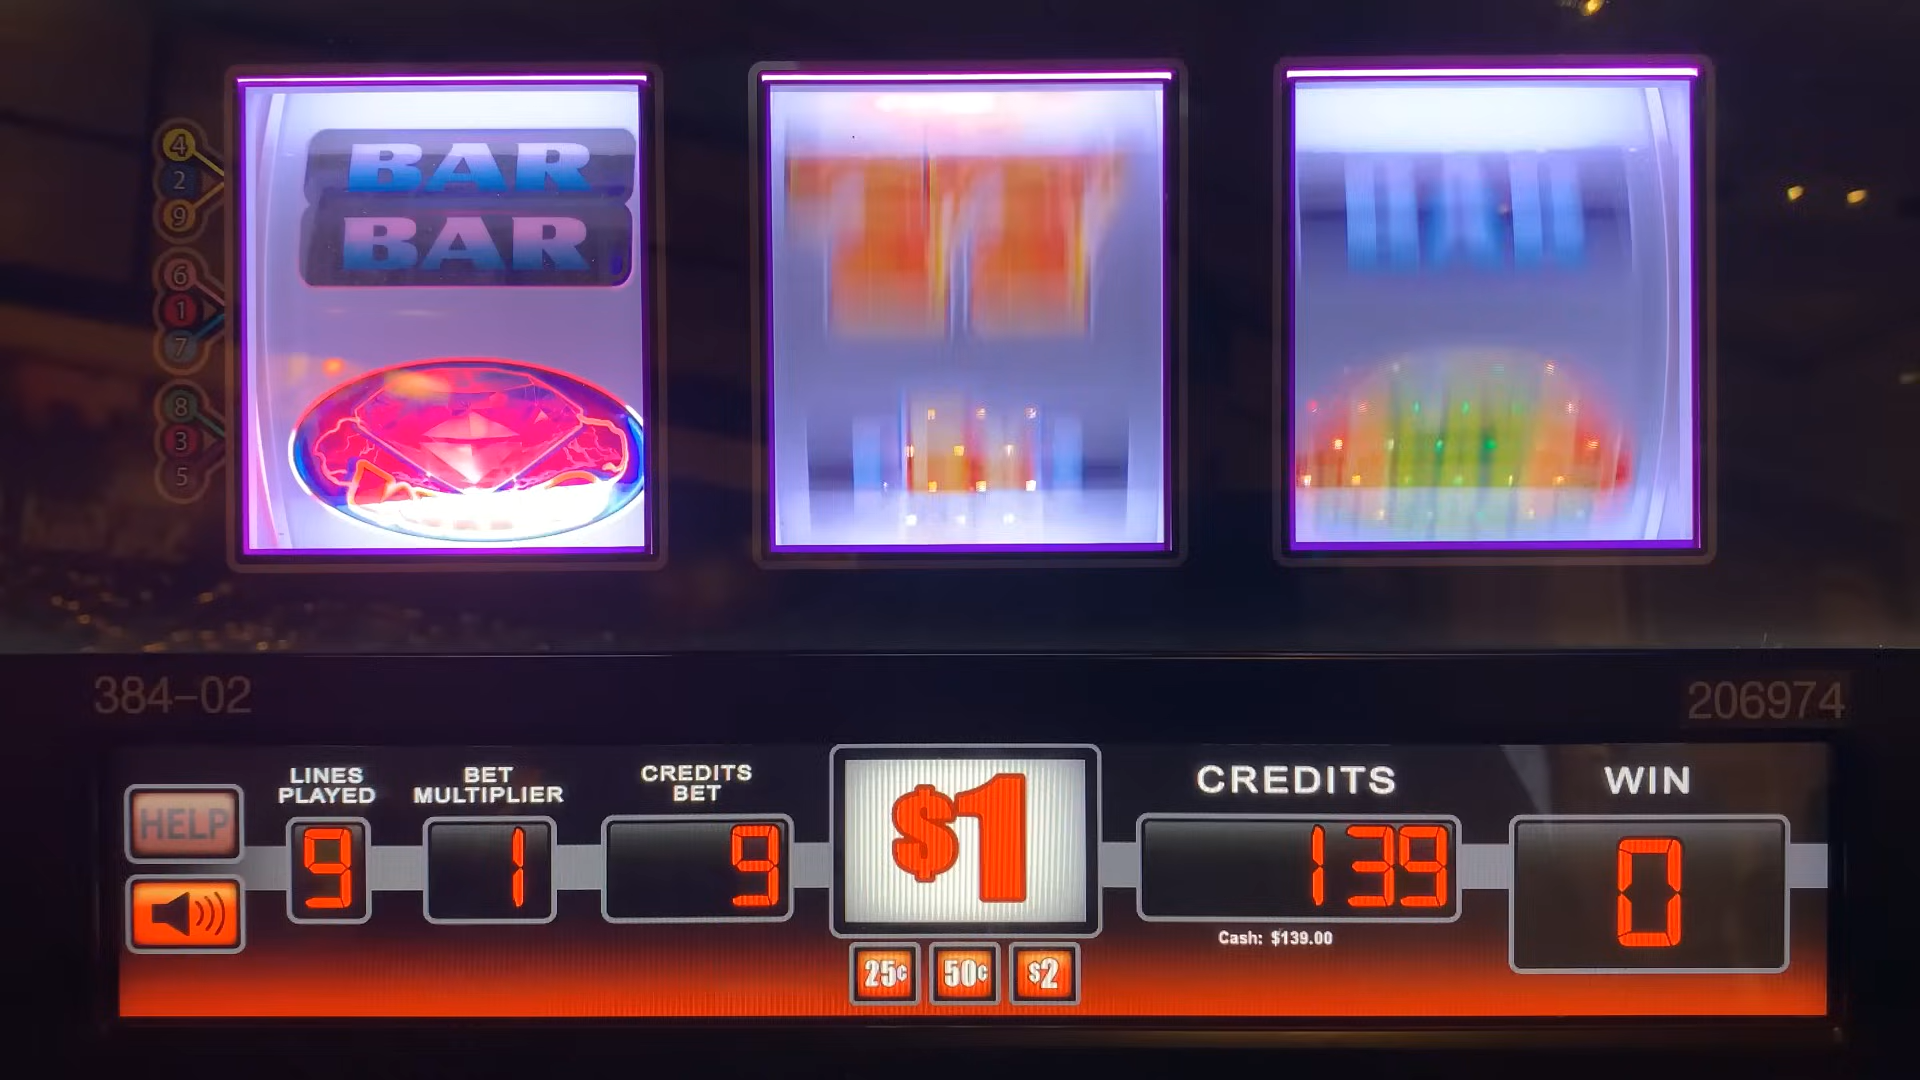 BAR
BAR
4
2
9
6
1
7
8
3
5
384-02
206974
HELP
LINES
PLAYED
9
BET
MULTIPLIER
1
CREDITS
BET
9
$1
25¢
50¢
$2
CREDITS
139
Cash: $139.00
WIN
0